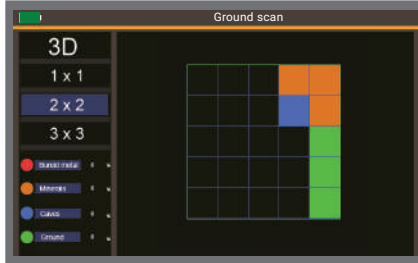 Ground scan
3D
1 x 1
2 x 2
3 x 3
Buried metal
Minerals
Caves
Ground